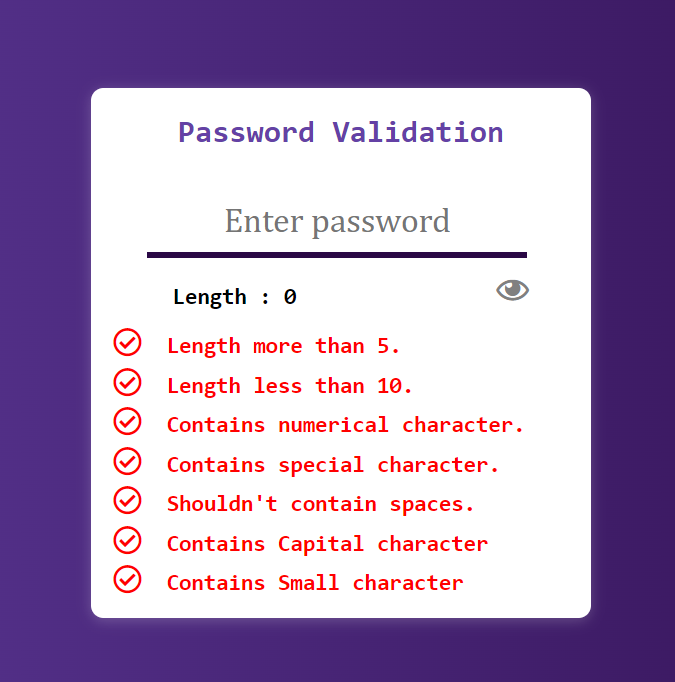 Password Validation
Enter password
Length : 0
Length more than 5.
Length less than 10.
Contains numerical character.
Contains special character.
Shouldn't contain spaces.
Contains Capital character
Contains Small character